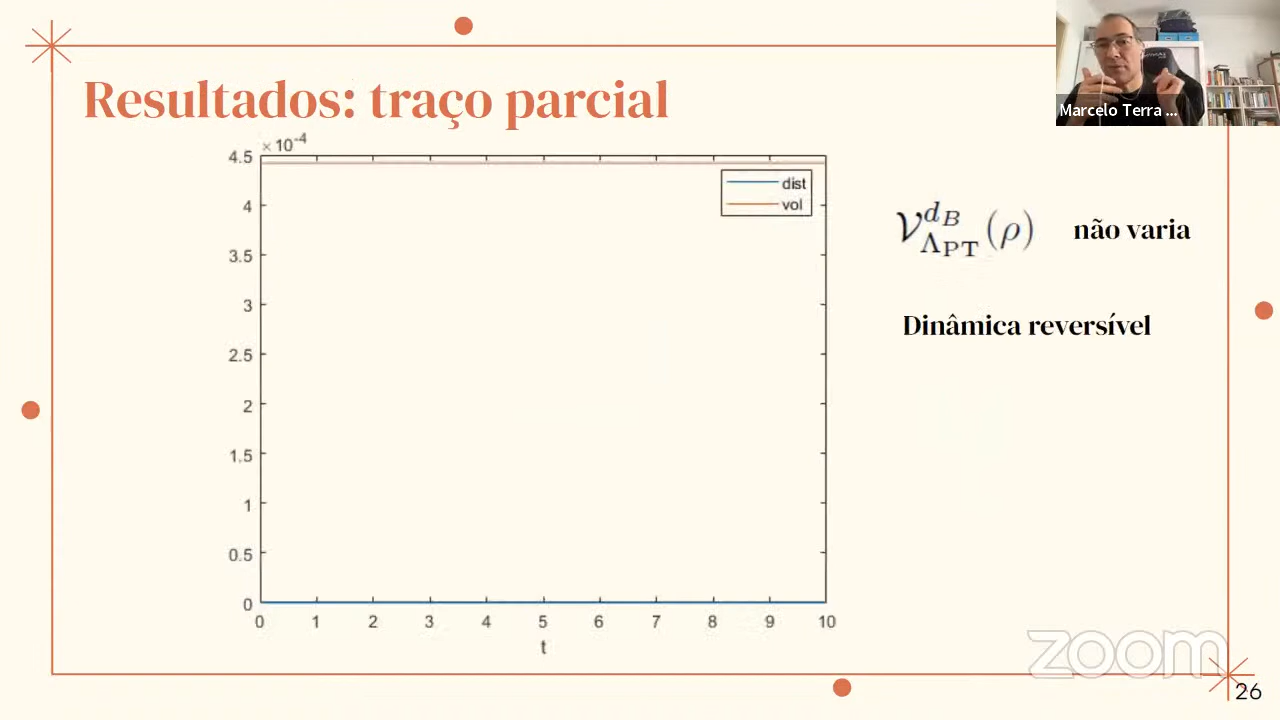 Resultados: traço parcial
Marcelo Terra ...
× 10⁻⁴
4.5
4
3.5
3
2.5
2
1.5
1
0.5
0
0 1 2 3 4 5 6 7 8 9 10
t
dist
vol
𝒱^{d_B}_{Λ_PT}(ρ) não varia
Dinâmica reversível
zoom
26